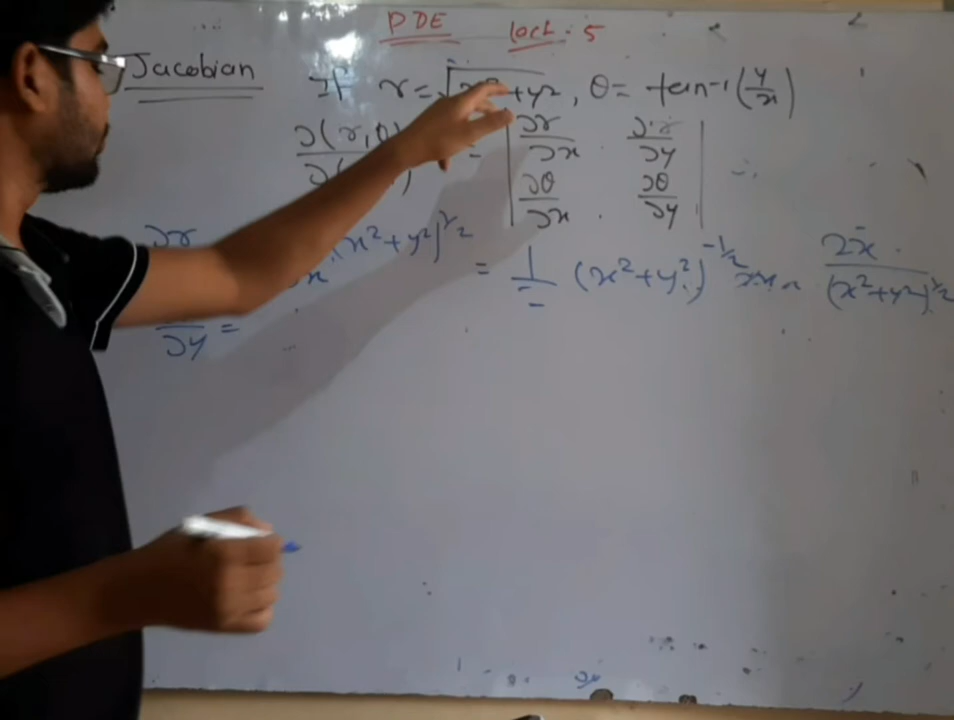 PDE Lect: 5
Jacobian If r = √x²+y², θ = tan⁻¹(y/x)
∂(r,θ) = | ∂r/∂x . ∂r/∂y |
| ∂θ/∂x . ∂θ/∂y |
∂r (x²+y²)^1/2 = 1/2 (x²+y²)^-1/2 2x (x²+y²)^1/2
∂y =